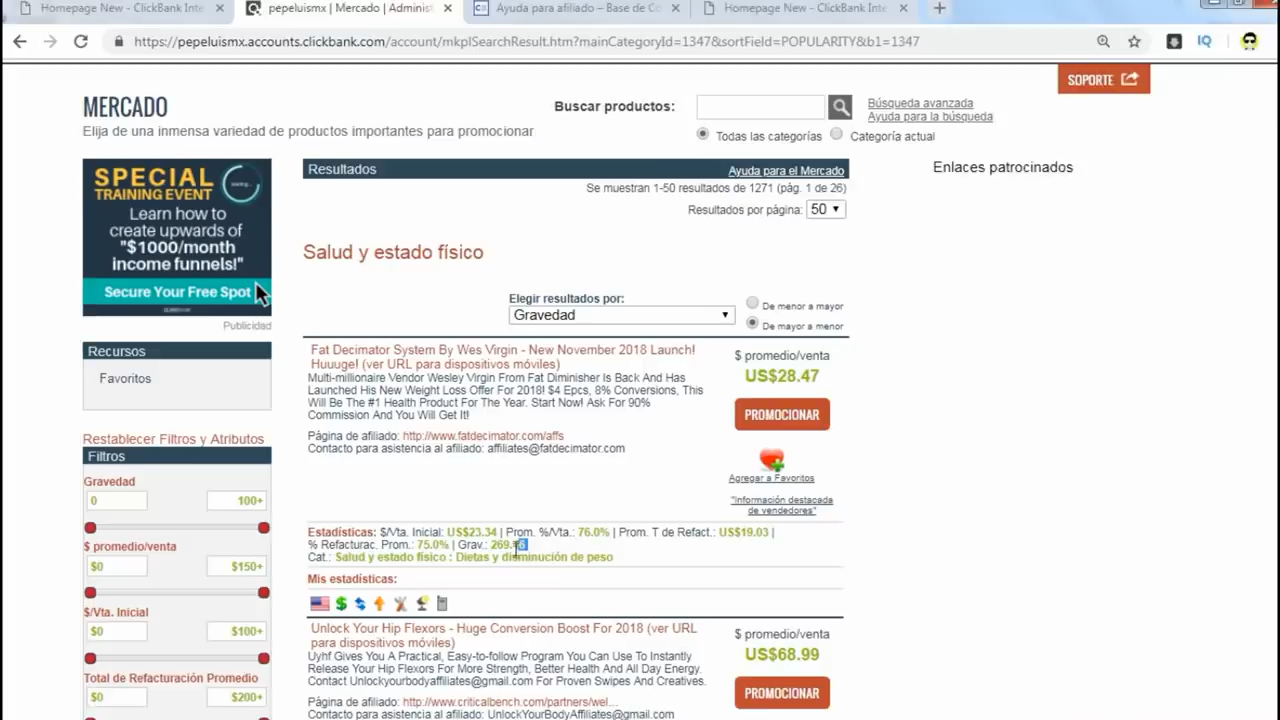 Homepage New - ClickBank Inte
pepeluismx | Mercado | Adminis
Ayuda para afiliado – Base de Co
Homepage New - ClickBank Inte
https://pepeluismx.accounts.clickbank.com/account/mkplSearchResult.htm?mainCategoryId=1347&sortField=POPULARITY&b1=1347
SOPORTE
MERCADO
Elija de una inmensa variedad de productos importantes para promocionar
Buscar productos:
Búsqueda avanzada
Ayuda para la búsqueda
Todas las categorías
Categoría actual
SPECIAL
TRAINING EVENT
Learn how to
create upwards of
"$1000/month
income funnels!"
Secure Your Free Spot
Publicidad
Recursos
Favoritos
Restablecer Filtros y Atributos
Filtros
Gravedad
0
100+
$ promedio/venta
$0
$150+
$/Vta. Inicial
$0
$100+
Total de Refacturación Promedio
$0
$200+
Resultados
Ayuda para el Mercado
Se muestran 1-50 resultados de 1271 (pág. 1 de 26)
Resultados por página: 50
Salud y estado físico
Elegir resultados por:
Gravedad
De menor a mayor
De mayor a menor
Fat Decimator System By Wes Virgin - New November 2018 Launch!
Huuuge! (ver URL para dispositivos móviles)
Multi-millionaire Vendor Wesley Virgin From Fat Diminisher Is Back And Has
Launched His New Weight Loss Offer For 2018! $4 Epcs, 8% Conversions, This
Will Be The #1 Health Product For The Year. Start Now! Ask For 90%
Commission And You Will Get It!
Página de afiliado: http://www.fatdecimator.com/affs
Contacto para asistencia al afiliado: affiliates@fatdecimator.com
$ promedio/venta
US$28.47
PROMOCIONAR
Agregar a Favoritos
"Información destacada
de vendedores"
Estadísticas: $/Vta. Inicial: US$23.34 | Prom. %/Vta.: 76.0% | Prom. T de Refact.: US$19.03 |
% Refacturac. Prom.: 75.0% | Grav.:
Cat.: Salud y estado físico : Dietas y disminución de peso
Mis estadísticas:
Unlock Your Hip Flexors - Huge Conversion Boost For 2018 (ver URL
para dispositivos móviles)
Uyhf Gives You A Practical, Easy-to-follow Program You Can Use To Instantly
Release Your Hip Flexors For More Strength, Better Health And All Day Energy.
Contact Unlockyourbodyaffiliates@gmail.com For Proven Swipes And Creatives.
Página de afiliado: http://www.criticalbench.com/partners/wel...
Contacto para asistencia al afiliado: UnlockYourBodyAffiliates@gmail.com
$ promedio/venta
US$68.99
PROMOCIONAR
Enlaces patrocinados